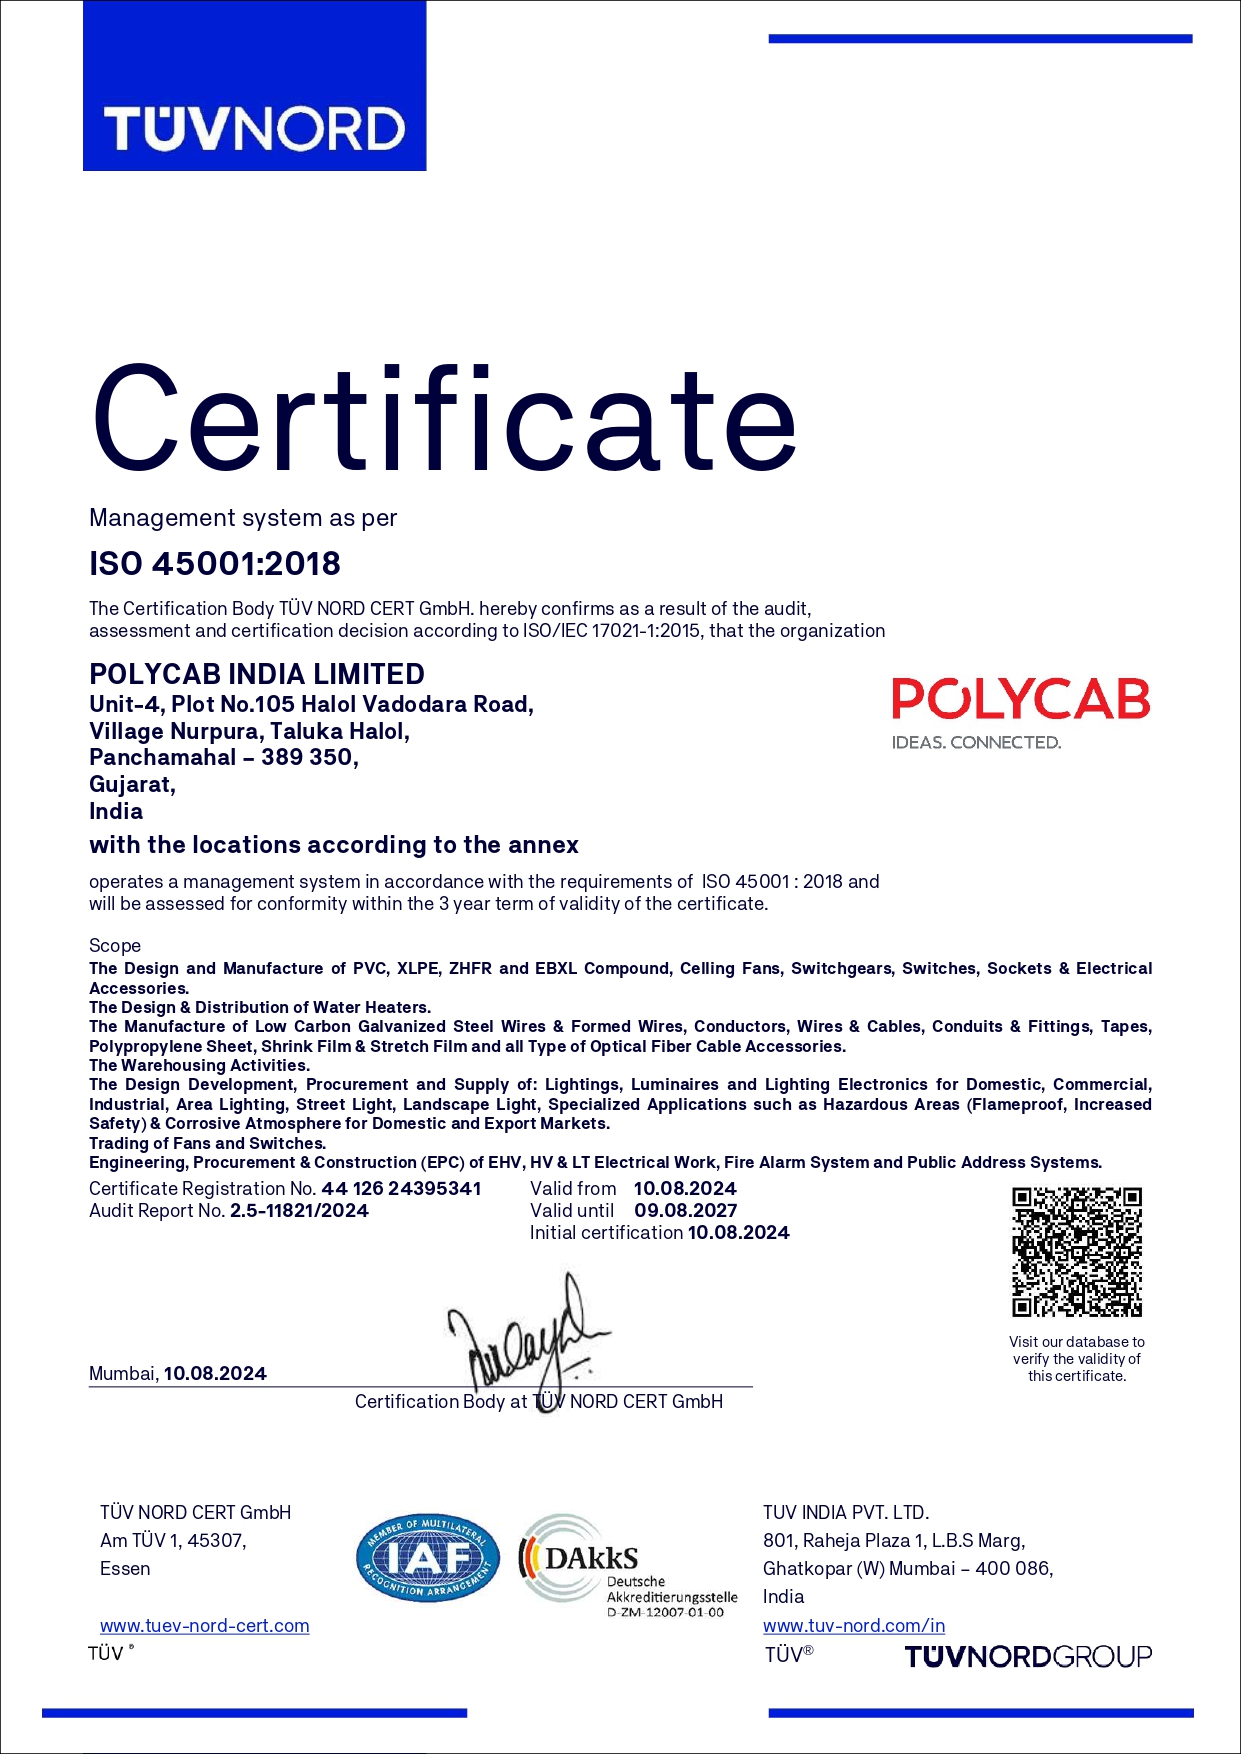 TÜVNORD
Certificate
Management system as per
ISO 45001:2018
The Certification Body TÜV NORD CERT GmbH. hereby confirms as a result of the audit,
assessment and certification decision according to ISO/IEC 17021-1:2015, that the organization
POLYCAB INDIA LIMITED
Unit-4, Plot No.105 Halol Vadodara Road,
Village Nurpura, Taluka Halol,
Panchamahal – 389 350,
Gujarat,
India
POLYCAB
IDEAS. CONNECTED.
with the locations according to the annex
operates a management system in accordance with the requirements of ISO 45001 : 2018 and
will be assessed for conformity within the 3 year term of validity of the certificate.
Scope
The Design and Manufacture of PVC, XLPE, ZHFR and EBXL Compound, Celling Fans, Switchgears, Switches, Sockets & Electrical
Accessories.
The Design & Distribution of Water Heaters.
The Manufacture of Low Carbon Galvanized Steel Wires & Formed Wires, Conductors, Wires & Cables, Conduits & Fittings, Tapes,
Polypropylene Sheet, Shrink Film & Stretch Film and all Type of Optical Fiber Cable Accessories.
The Warehousing Activities.
The Design Development, Procurement and Supply of: Lightings, Luminaires and Lighting Electronics for Domestic, Commercial,
Industrial, Area Lighting, Street Light, Landscape Light, Specialized Applications such as Hazardous Areas (Flameproof, Increased
Safety) & Corrosive Atmosphere for Domestic and Export Markets.
Trading of Fans and Switches.
Engineering, Procurement & Construction (EPC) of EHV, HV & LT Electrical Work, Fire Alarm System and Public Address Systems.
Certificate Registration No. 44 126 24395341
Audit Report No. 2.5-11821/2024
Valid from 10.08.2024
Valid until 09.08.2027
Initial certification 10.08.2024
Visit our database to
verify the validity of
this certificate.
Mumbai, 10.08.2024
Certification Body at TÜV NORD CERT GmbH
TÜV NORD CERT GmbH
Am TÜV 1, 45307,
Essen
www.tuev-nord-cert.com
TÜV ®
MEMBER OF MULTILATERAL
IAF
RECOGNITION ARRANGEMENT
DAkkS
Deutsche
Akkreditierungsstelle
D-ZM-12007-01-00
TUV INDIA PVT. LTD.
801, Raheja Plaza 1, L.B.S Marg,
Ghatkopar (W) Mumbai – 400 086,
India
www.tuv-nord.com/in
TÜV®
TÜVNORDGROUP